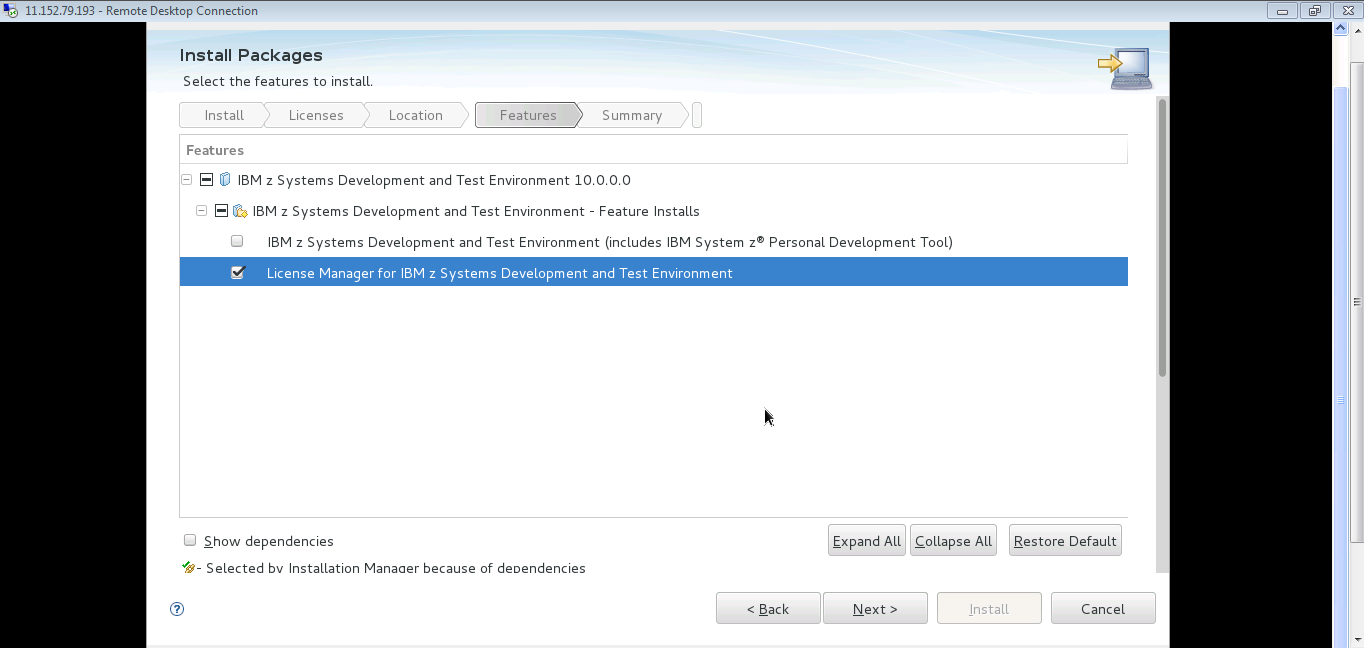 11.152.79.193 - Remote Desktop Connection
Install Packages
Select the features to install.
Install Licenses Location Features Summary
Features
IBM z Systems Development and Test Environment 10.0.0.0
IBM z Systems Development and Test Environment - Feature Installs
IBM z Systems Development and Test Environment (includes IBM System z® Personal Development Tool)
License Manager for IBM z Systems Development and Test Environment
Show dependencies Expand All Collapse All Restore Default
- Selected by Installation Manager because of dependencies
? < Back Next > Install Cancel